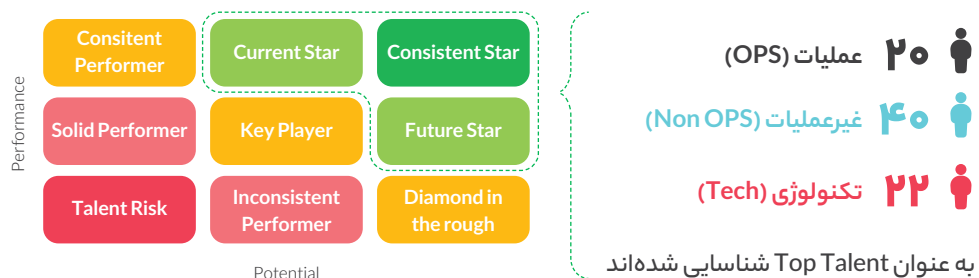 Performance
Consitent
Performer
Current Star
Consistent Star
Solid Performer
Key Player
Future Star
Talent Risk
Inconsistent
Performer
Diamond in
the rough
Potential
۲۰ عملیات (OPS)
۴۰ غیرعملیات (Non OPS)
۲۲ تکنولوژی (Tech)
به عنوان Top Talent شناسایی شده‌اند